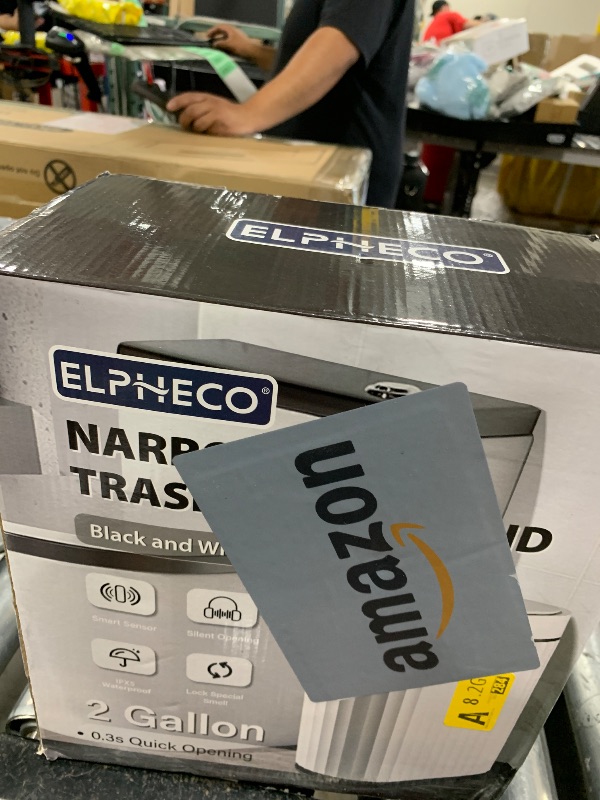 ELPHECO®
ELPHECO®
NARR
TRAS
ND
Black and W
amazon
Smart Sensor
Silent Opening
IPX5
Waterproof
Lock Special
Smell
2 Gallon
• 0.3s Quick Opening
A 8.2G